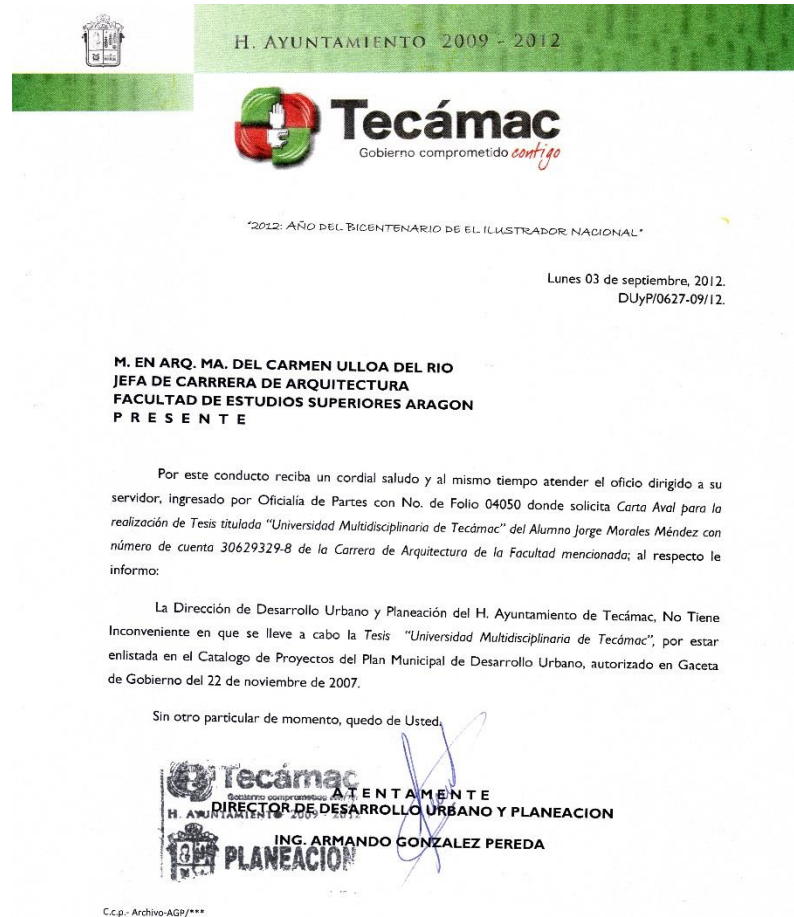 H. AYUNTAMIENTO 2009 - 2012
Tecámac
Gobierno comprometido contigo
"2012: AÑO DEL BICENTENARIO DE EL ILUSTRADOR NACIONAL"
Lunes 03 de septiembre, 2012.
DUyP/0627-09/12.
M. EN ARQ. MA. DEL CARMEN ULLOA DEL RIO
JEFA DE CARRRERA DE ARQUITECTURA
FACULTAD DE ESTUDIOS SUPERIORES ARAGON
P R E S E N T E
Por este conducto reciba un cordial saludo y al mismo tiempo atender el oficio dirigido a su
servidor, ingresado por Oficialía de Partes con No. de Folio 04050 donde solicita Carta Aval para la
realización de Tesis titulada "Universidad Multidisciplinaria de Tecámac" del Alumno Jorge Morales Méndez con
número de cuenta 30629329-8 de la Carrera de Arquitectura de la Facultad mencionada; al respecto le
informo:
La Dirección de Desarrollo Urbano y Planeación del H. Ayuntamiento de Tecámac, No Tiene
Inconveniente en que se lleve a cabo la Tesis "Universidad Multidisciplinaria de Tecámac", por estar
enlistada en el Catalogo de Proyectos del Plan Municipal de Desarrollo Urbano, autorizado en Gaceta
de Gobierno del 22 de noviembre de 2007.
Sin otro particular de momento, quedo de Usted.
Tecámac
Gobierno comprometido
A T E N T A M E N T E
H. AYUNTAMIENTO 2009 - 2012
DIRECTOR DE DESARROLLO URBANO Y PLANEACION
ING. ARMANDO GONZALEZ PEREDA
PLANEACIÓN
C.c.p.- Archivo-AGP/***